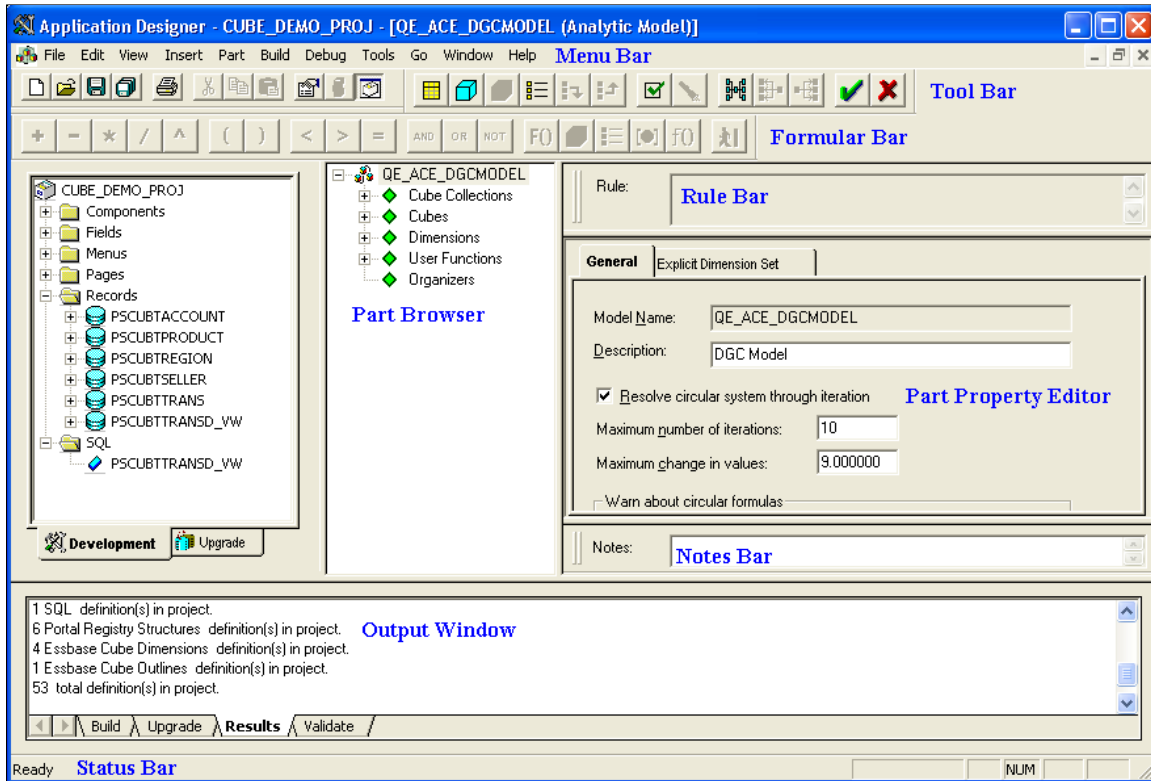 Application Designer - CUBE_DEMO_PROJ - [QE_ACE_DGCMODEL (Analytic Model)]
File Edit View Insert Part Build Debug Tools Go Window Help Menu Bar
Tool Bar
+ - * / ^ ( ) < > = AND OR NOT F() f() Formular Bar
CUBE_DEMO_PROJ
Components
Fields
Menus
Pages
Records
PSCUBTACCOUNT
PSCUBTPRODUCT
PSCUBTREGION
PSCUBTSELLER
PSCUBTTRANS
PSCUBTTRANSD_VW
SQL
PSCUBTTRANSD_VW
Development Upgrade
QE_ACE_DGCMODEL
Cube Collections
Cubes
Dimensions
User Functions
Organizers
Part Browser
Rule: Rule Bar
General Explicit Dimension Set
Model Name: QE_ACE_DGCMODEL
Description: DGC Model
Resolve circular system through iteration Part Property Editor
Maximum number of iterations: 10
Maximum change in values: 9.000000
Warn about circular formulas
Notes: Notes Bar
1 SQL definition(s) in project.
6 Portal Registry Structures definition(s) in project. Output Window
4 Essbase Cube Dimensions definition(s) in project.
1 Essbase Cube Outlines definition(s) in project.
53 total definition(s) in project.
Build Upgrade Results Validate
Ready Status Bar NUM